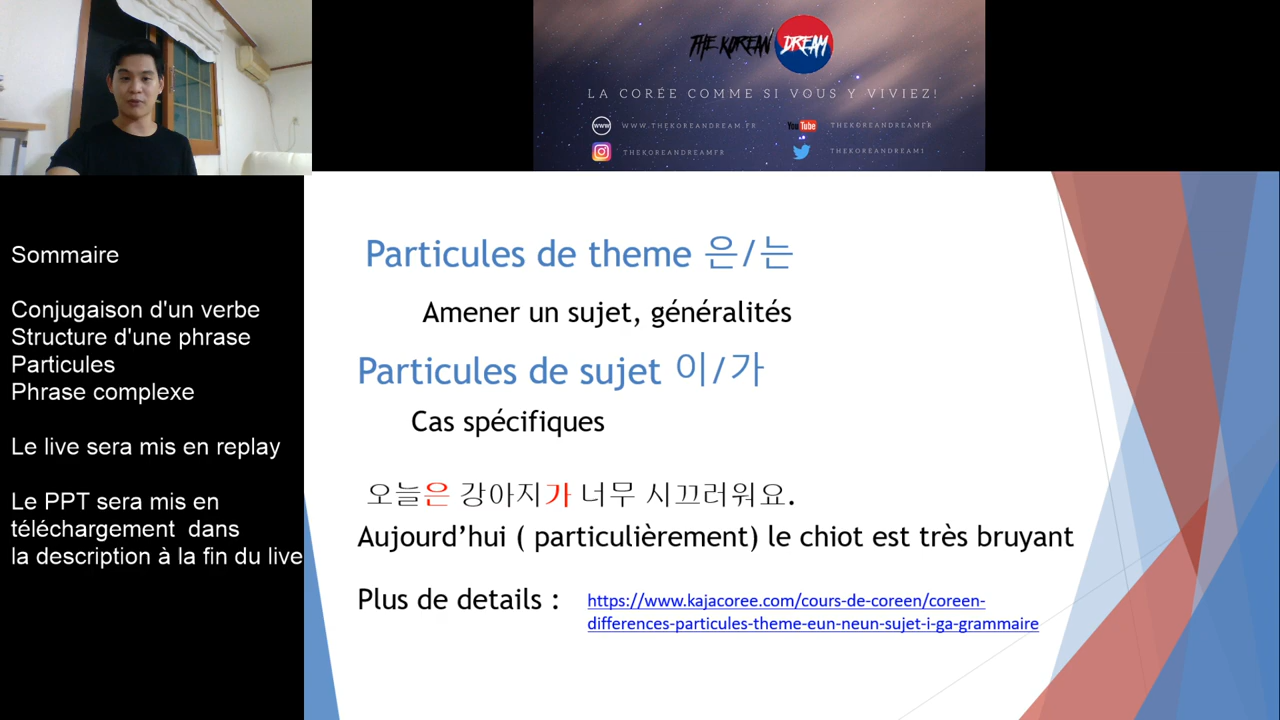 THE KOREAN DREAM
LA CORÉE COMME SI VOUS Y VIVIEZ!
WWW.THEKOREANDREAM.FR
You Tube THEKOREANDREAMFR
THEKOREANDREAMFR
THEKOREANDREAM1
Sommaire
Conjugaison d'un verbe
Structure d'une phrase
Particules
Phrase complexe
Le live sera mis en replay
Le PPT sera mis en
téléchargement dans
la description à la fin du live
Particules de theme 은/는
Amener un sujet, généralités
Particules de sujet 이/가
Cas spécifiques
오늘은 강아지가 너무 시끄러워요.
Aujourd’hui ( particulièrement) le chiot est très bruyant
Plus de details :
https://www.kajacoree.com/cours-de-coreen/coreen-
differences-particules-theme-eun-neun-sujet-i-ga-grammaire